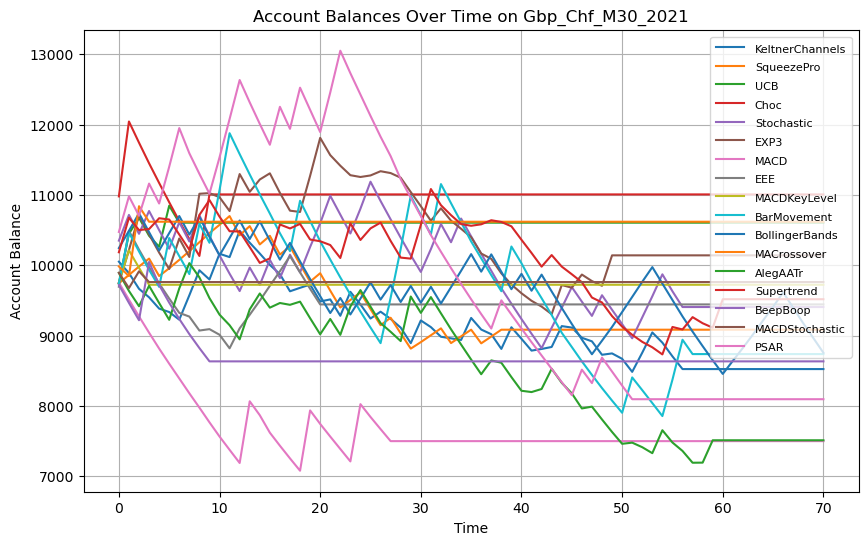 Account Balances Over Time on Gbp_Chf_M30_2021
Account Balance
13000
12000
11000
10000
9000
8000
7000
KeltnerChannels
SqueezePro
UCB
Choc
Stochastic
EXP3
MACD
EEE
MACDKeyLevel
BarMovement
BollingerBands
MACrossover
AlegAATr
Supertrend
BeepBoop
MACDStochastic
PSAR
0
10
20
30
40
50
60
70
Time